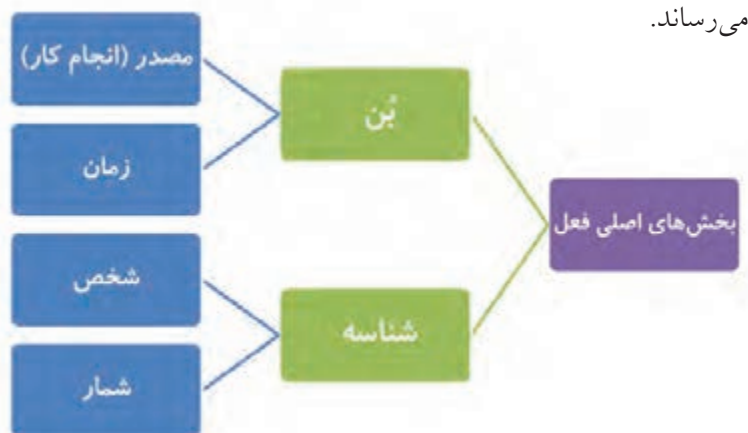 می‌رساند.
بخش‌های اصلی فعل
بُن
مصدر (انجام کار)
زمان
شناسه
شخص
شمار